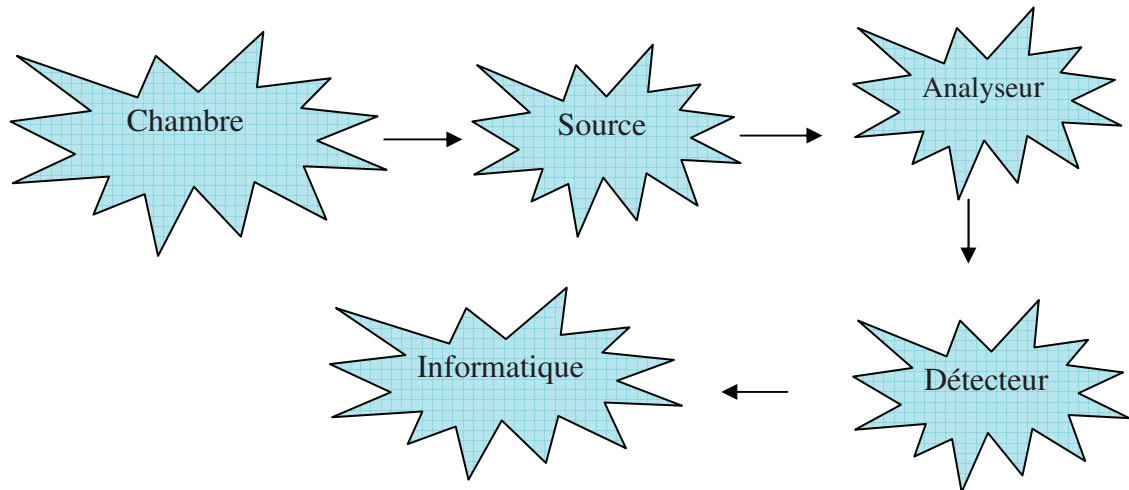 Chambre
Source
Analyseur
Détecteur
Informatique